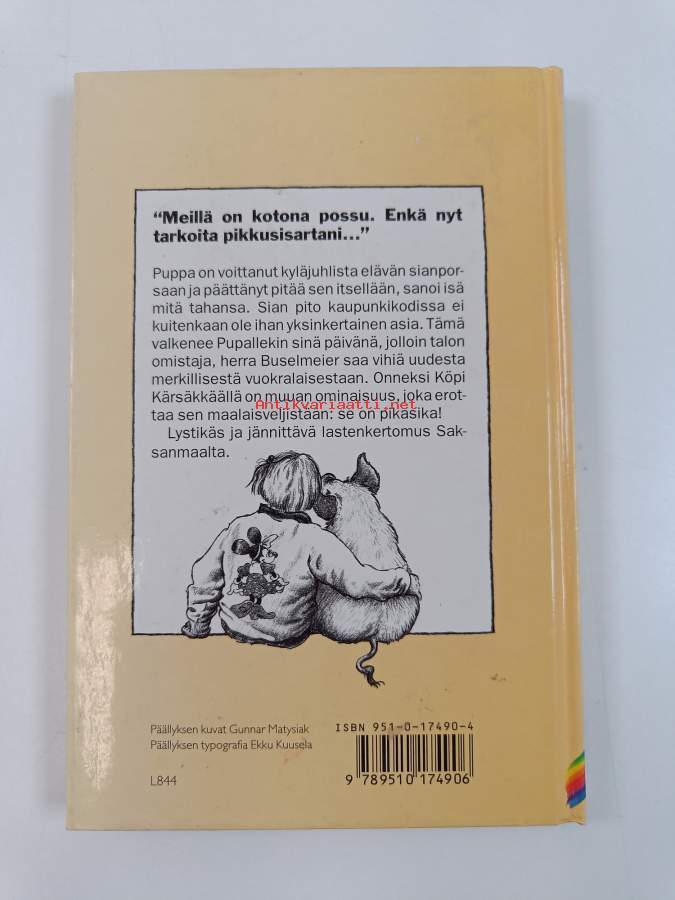 “Meillä on kotona possu. Enkä nyt
tarkoita pikkusisartani...”
Puppa on voittanut kyläjuhlista elävän sianpor-
saan ja päättänyt pitää sen itsellään, sanoi isä
mitä tahansa. Sian pito kaupunkikodissa ei
kuitenkaan ole ihan yksinkertainen asia. Tämä
valkenee Pupallekin sinä päivänä, jolloin talon
omistaja, herra Buselmeier saa vihiä uudesta
merkillisestä vuokralaisestaan. Onneksi Köpi
Kärsäkkäällä on muuan ominaisuus, joka erot-
Antikvariaatti.net
taa sen maalaisveljistään: se on pikasika!
Lystikäs ja jännittävä lastenkertomus Sak-
sanmaalta.
Päällyksen kuvat Gunnar Matysiak
Päällyksen typografia Ekku Kuusela
L844
ISBN 951-0-17490-4
9 789510 174906